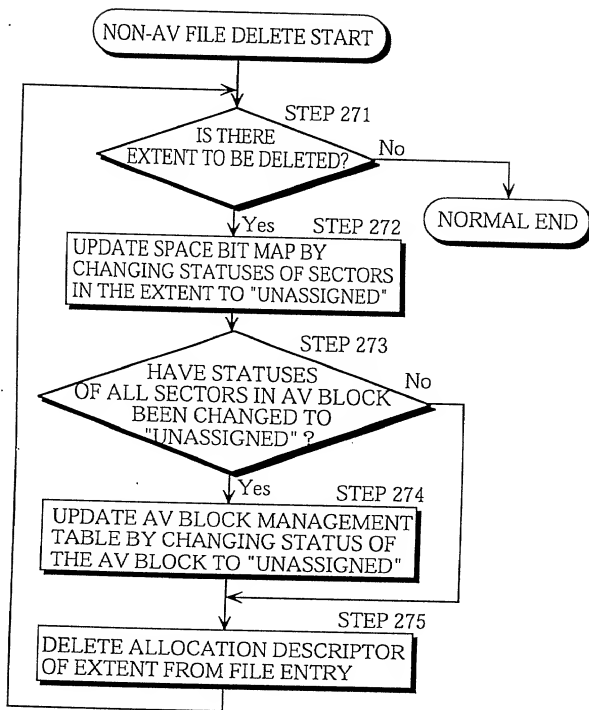 NON-AV FILE DELETE START
STEP 271
IS THERE
EXTENT TO BE DELETED?
No
NORMAL END
Yes
STEP 272
UPDATE SPACE BIT MAP BY
CHANGING STATUSES OF SECTORS
IN THE EXTENT TO "UNASSIGNED"
STEP 273
HAVE STATUSES
OF ALL SECTORS IN AV BLOCK
BEEN CHANGED TO
"UNASSIGNED" ?
No
Yes
STEP 274
UPDATE AV BLOCK MANAGEMENT
TABLE BY CHANGING STATUS OF
THE AV BLOCK TO "UNASSIGNED"
STEP 275
DELETE ALLOCATION DESCRIPTOR
OF EXTENT FROM FILE ENTRY